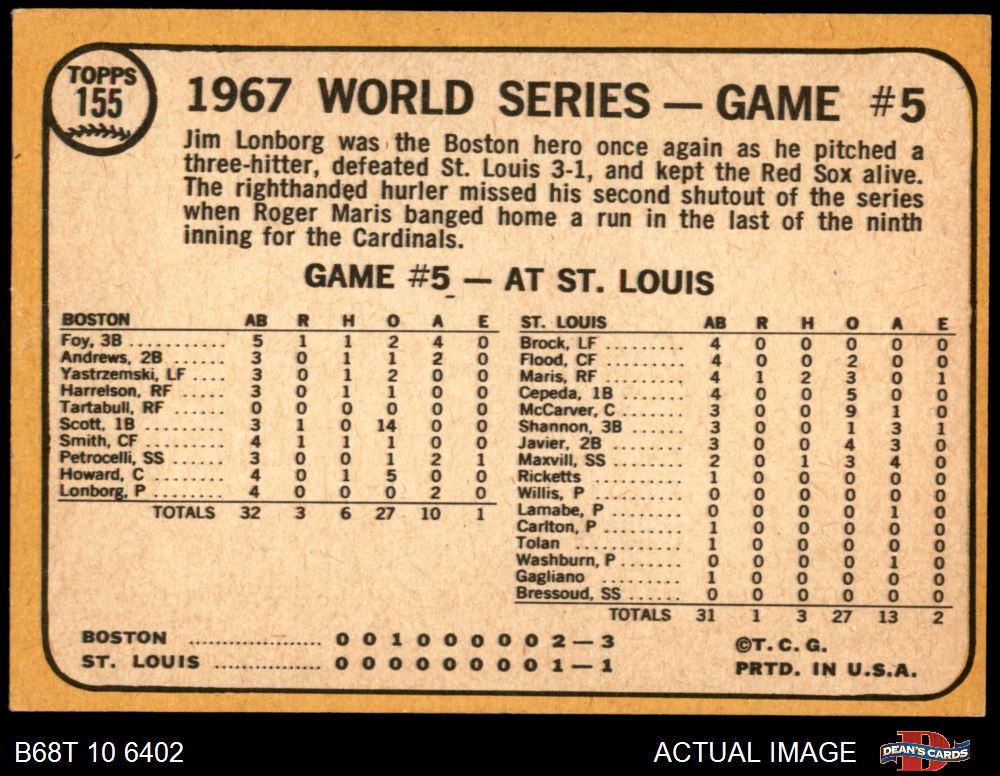 TOPPS
155
1967 WORLD SERIES — GAME #5
Jim Lonborg was the Boston hero once again as he pitched a
three-hitter, defeated St. Louis 3-1, and kept the Red Sox alive.
The righthanded hurler missed his second shutout of the series
when Roger Maris banged home a run in the last of the ninth
inning for the Cardinals.
GAME #5 — AT ST. LOUIS
BOSTON AB R H O A E
Foy, 3B ........... 5 1 1 2 4 0
Andrews, 2B ...... 3 0 1 1 2 0
Yastrzemski, LF .... 3 0 1 2 0 0
Harrelson, RF .... 3 0 1 1 0 0
Tartabull, RF ...... 0 0 0 0 0 0
Scott, 1B ......... 3 1 0 14 0 0
Smith, CF ......... 4 1 1 1 0 0
Petrocelli, SS ...... 3 0 0 1 2 1
Howard, C ........ 4 0 1 5 0 0
Lonborg, P ........ 4 0 0 0 2 0
TOTALS 32 3 6 27 10 1
ST. LOUIS AB R H O A E
Brock, LF ......... 4 0 0 0 0 0
Flood, CF ......... 4 0 0 2 0 0
Maris, RF ......... 4 1 2 3 0 1
Cepeda, 1B ....... 4 0 0 5 0 0
McCarver, C ...... 3 0 0 9 1 0
Shannon, 3B ...... 3 0 0 1 3 1
Javier, 2B ........ 3 0 0 4 3 0
Maxvill, SS ........ 2 0 1 3 4 0
Ricketts .......... 1 0 0 0 0 0
Willis, P .......... 0 0 0 0 0 0
Lamabe, P ........ 0 0 0 0 1 0
Carlton, P ........ 1 0 0 0 0 0
Tolan ............ 1 0 0 0 0 0
Washburn, P ...... 0 0 0 0 1 0
Gagliano ......... 1 0 0 0 0 0
Bressoud, SS ...... 0 0 0 0 0 0
TOTALS 31 1 3 27 13 2
BOSTON .................. 0 0 1 0 0 0 0 0 2 — 3
ST. LOUIS .............. 0 0 0 0 0 0 0 0 1 — 1
©T.C.G.
PRTD. IN U.S.A.
B68T 10 6402
ACTUAL IMAGE
DEAN'S CARDS